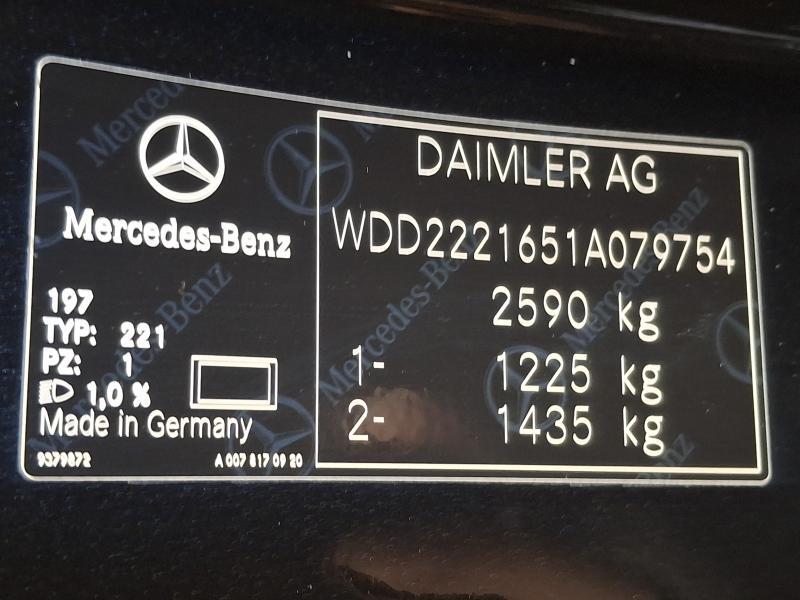 Mercedes-Benz
197
TYP: 221
PZ: 1
1,0 %
Made in Germany
9379872
A 007 817 09 20
DAIMLER AG
WDD2221651A079754
2590 kg
1- 1225 kg
2- 1435 kg